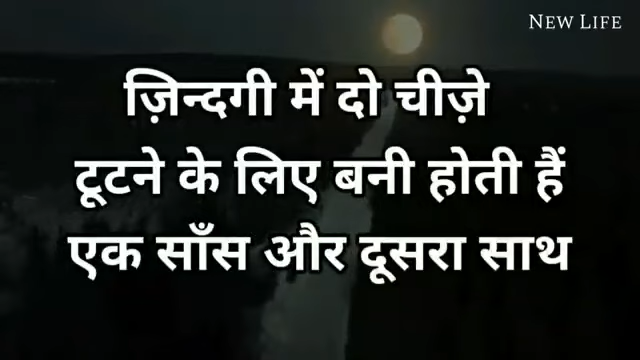 NEW LIFE
ज़िन्दगी में दो चीज़े
टूटने के लिए बनी होती हैं
एक साँस और दूसरा साथ